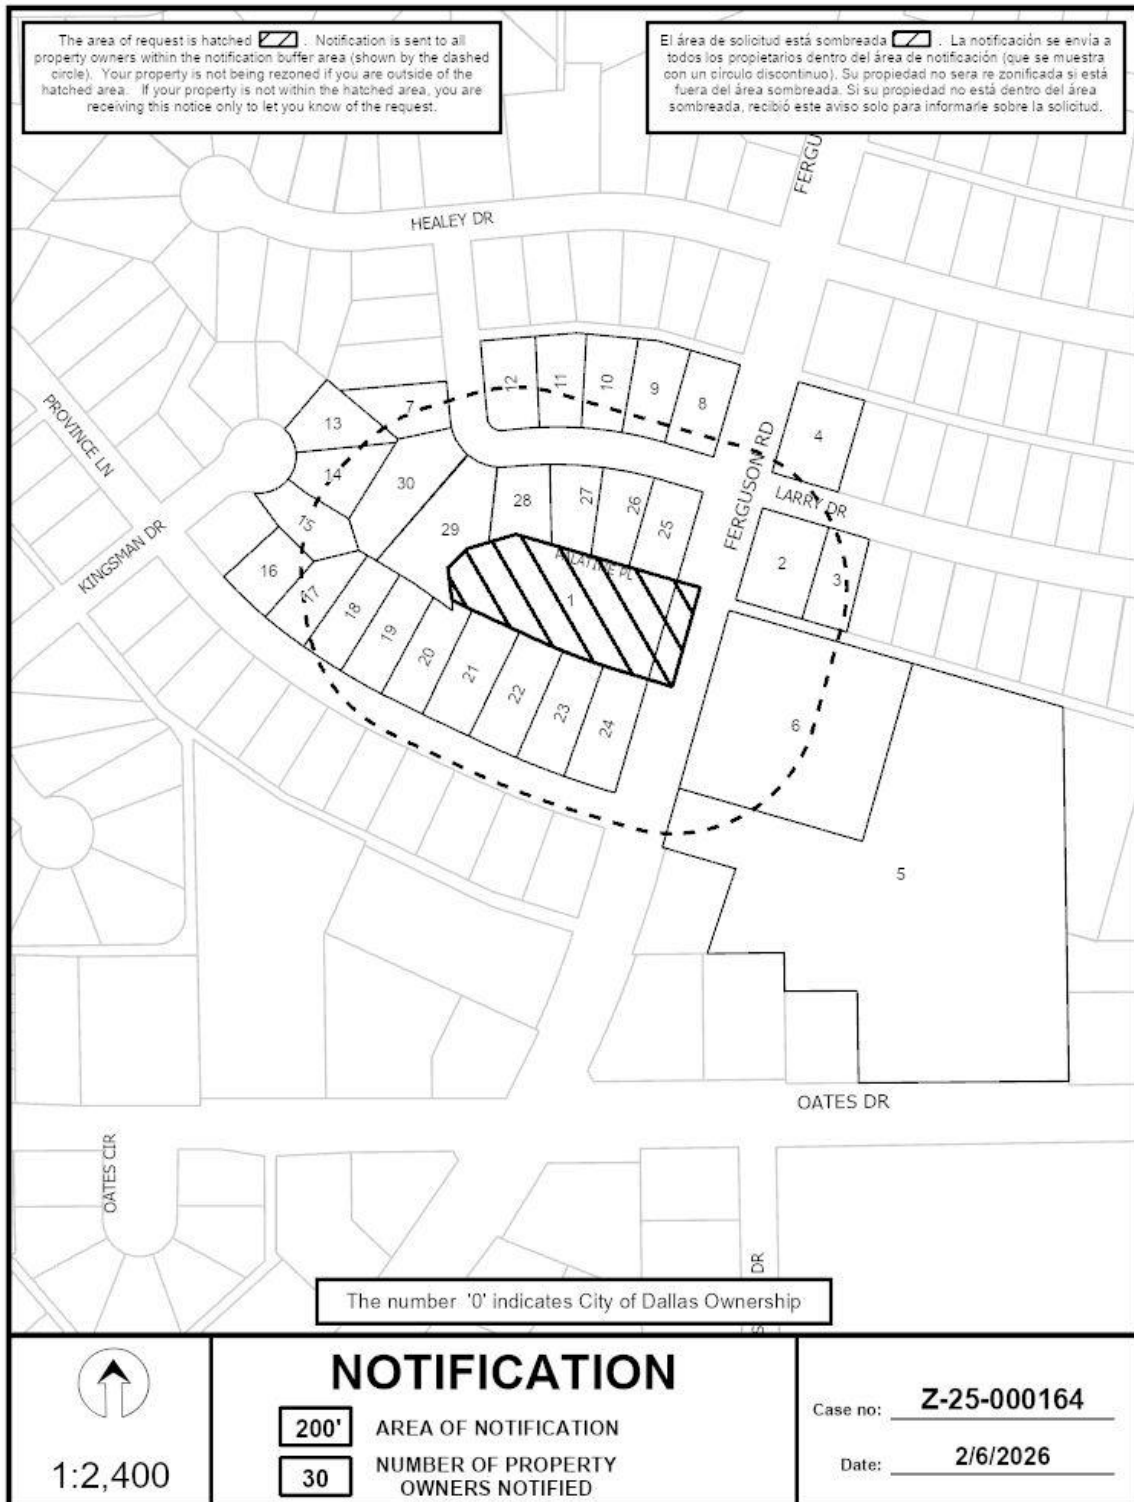 The area of request is hatched . Notification is sent to all
property owners within the notification buffer area (shown by the dashed
circle). Your property is not being rezoned if you are outside of the
hatched area. If your property is not within the hatched area, you are
receiving this notice only to let you know of the request.
El área de solicitud está sombreada . La notificación se envía a
todos los propietarios dentro del área de notificación (que se muestra
con un círculo discontinuo). Su propiedad no sera re zonificada si está
fuera del área sombreada. Si su propiedad no está dentro del área
sombreada, recibió este aviso solo para informarle sobre la solicitud.
FERGU
HEALEY DR
12
11
10
9
8
7
13
4
PROVINCE LN
FERGUSON RD
14
30
28
27
26
25
LARRY DR
15
29
KINGSMAN DR
2
3
16
17
1
18
19
20
21
22
23
24
6
5
OATES DR
OATES CIR
DR
The number '0' indicates City of Dallas Ownership
1:2,400
NOTIFICATION
200' AREA OF NOTIFICATION
30 NUMBER OF PROPERTY
OWNERS NOTIFIED
Case no: Z-25-000164
Date: 2/6/2026